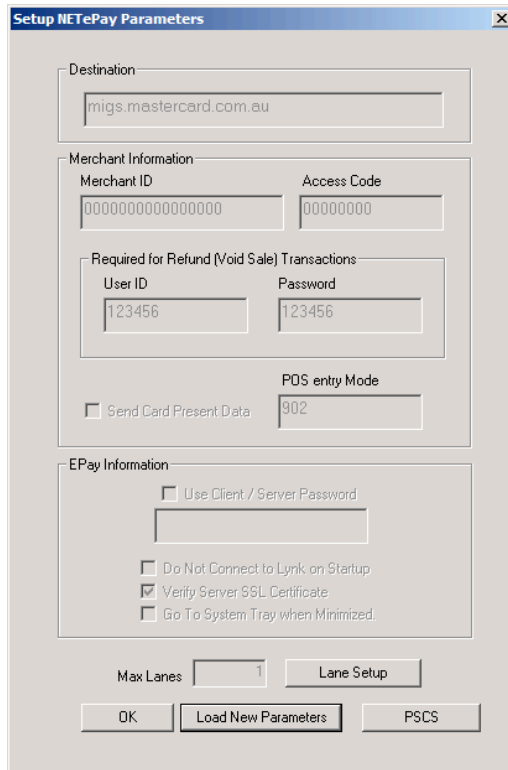 Setup NETePay Parameters
Destination
migs.mastercard.com.au
Merchant Information
Merchant ID Access Code
0000000000000000 00000000
Required for Refund (Void Sale) Transactions
User ID Password
123456 123456
POS entry Mode
Send Card Present Data 902
EPay Information
Use Client / Server Password
Do Not Connect to Lynk on Startup
Verify Server SSL Certificate
Go To System Tray when Minimized.
Max Lanes 1 Lane Setup
OK Load New Parameters PSCS